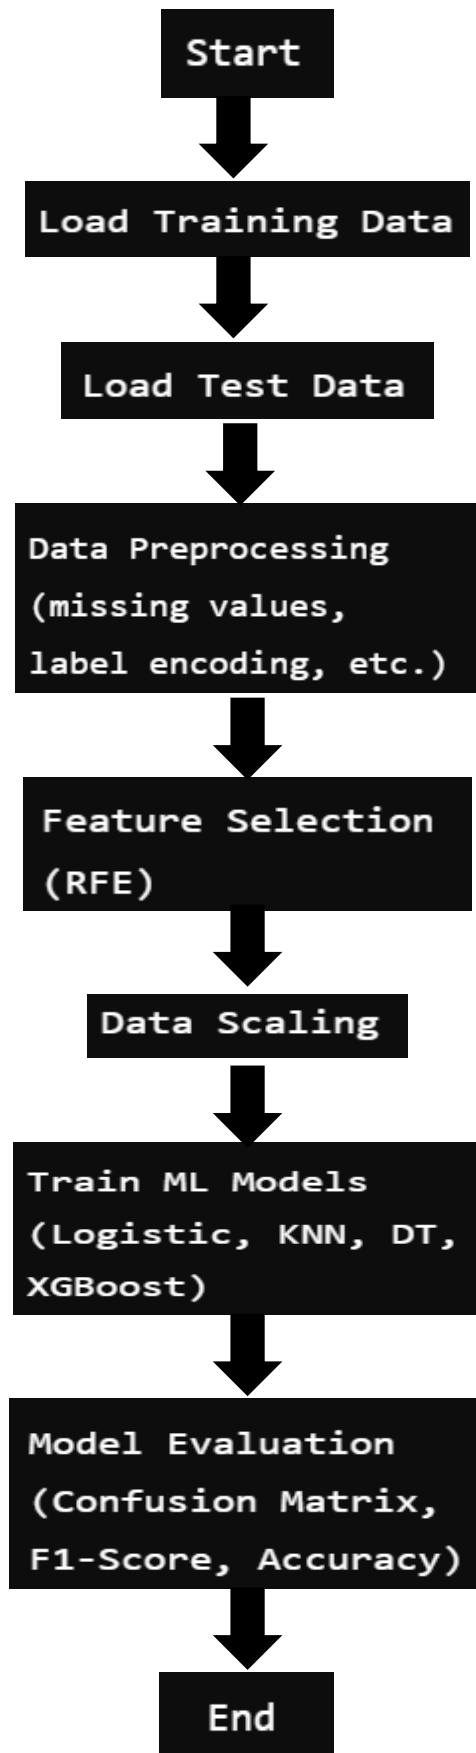 Start
Load Training Data
Load Test Data
Data Preprocessing
(missing values,
label encoding, etc.)
Feature Selection
(RFE)
Data Scaling
Train ML Models
(Logistic, KNN, DT,
XGBoost)
Model Evaluation
(Confusion Matrix,
F1-Score, Accuracy)
End